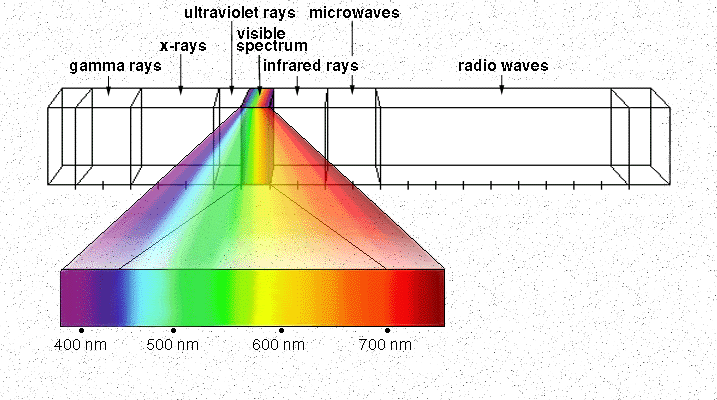 ultraviolet rays
microwaves
visible
spectrum
x-rays
gamma rays
infrared rays
radio waves
400 nm
500 nm
600 nm
700 nm